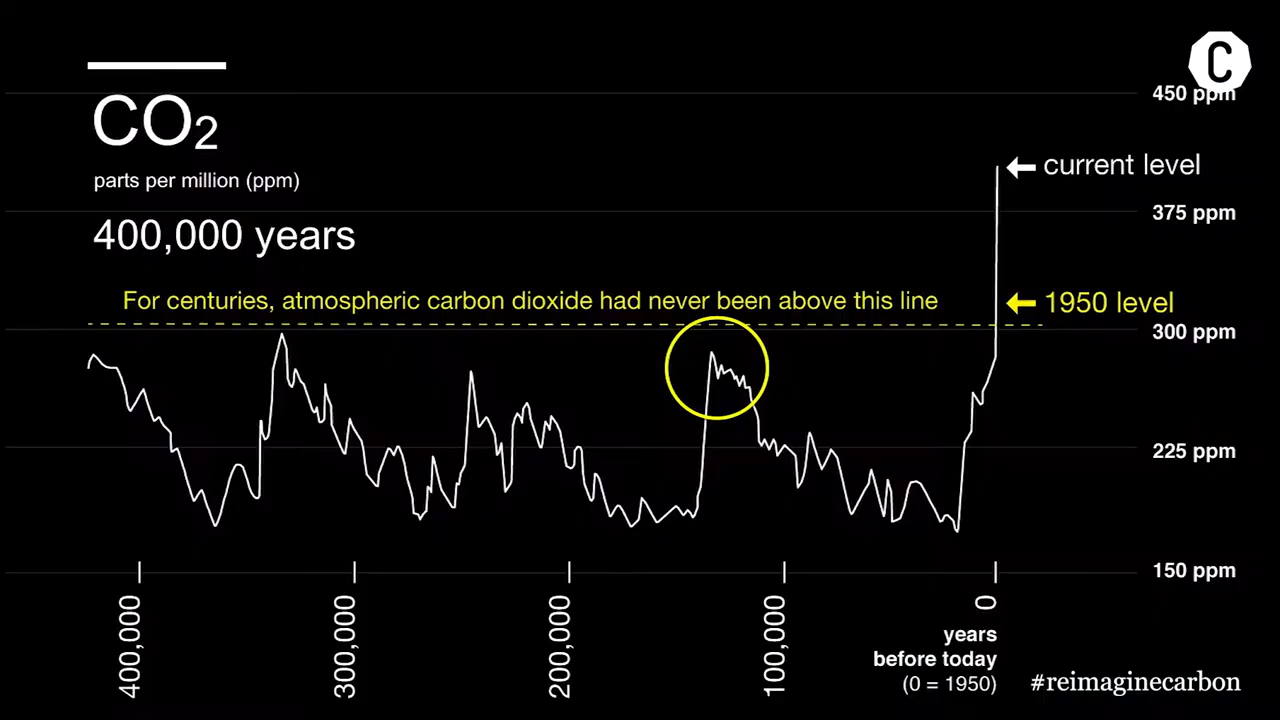 C
450 ppm
CO2
current level
parts per million (ppm)
375 ppm
400,000 years
For centuries, atmospheric carbon dioxide had never been above this line
1950 level
300 ppm
225 ppm
150 ppm
400,000
300,000
200,000
100,000
0
years
before today
(0 = 1950)
#reimaginecarbon